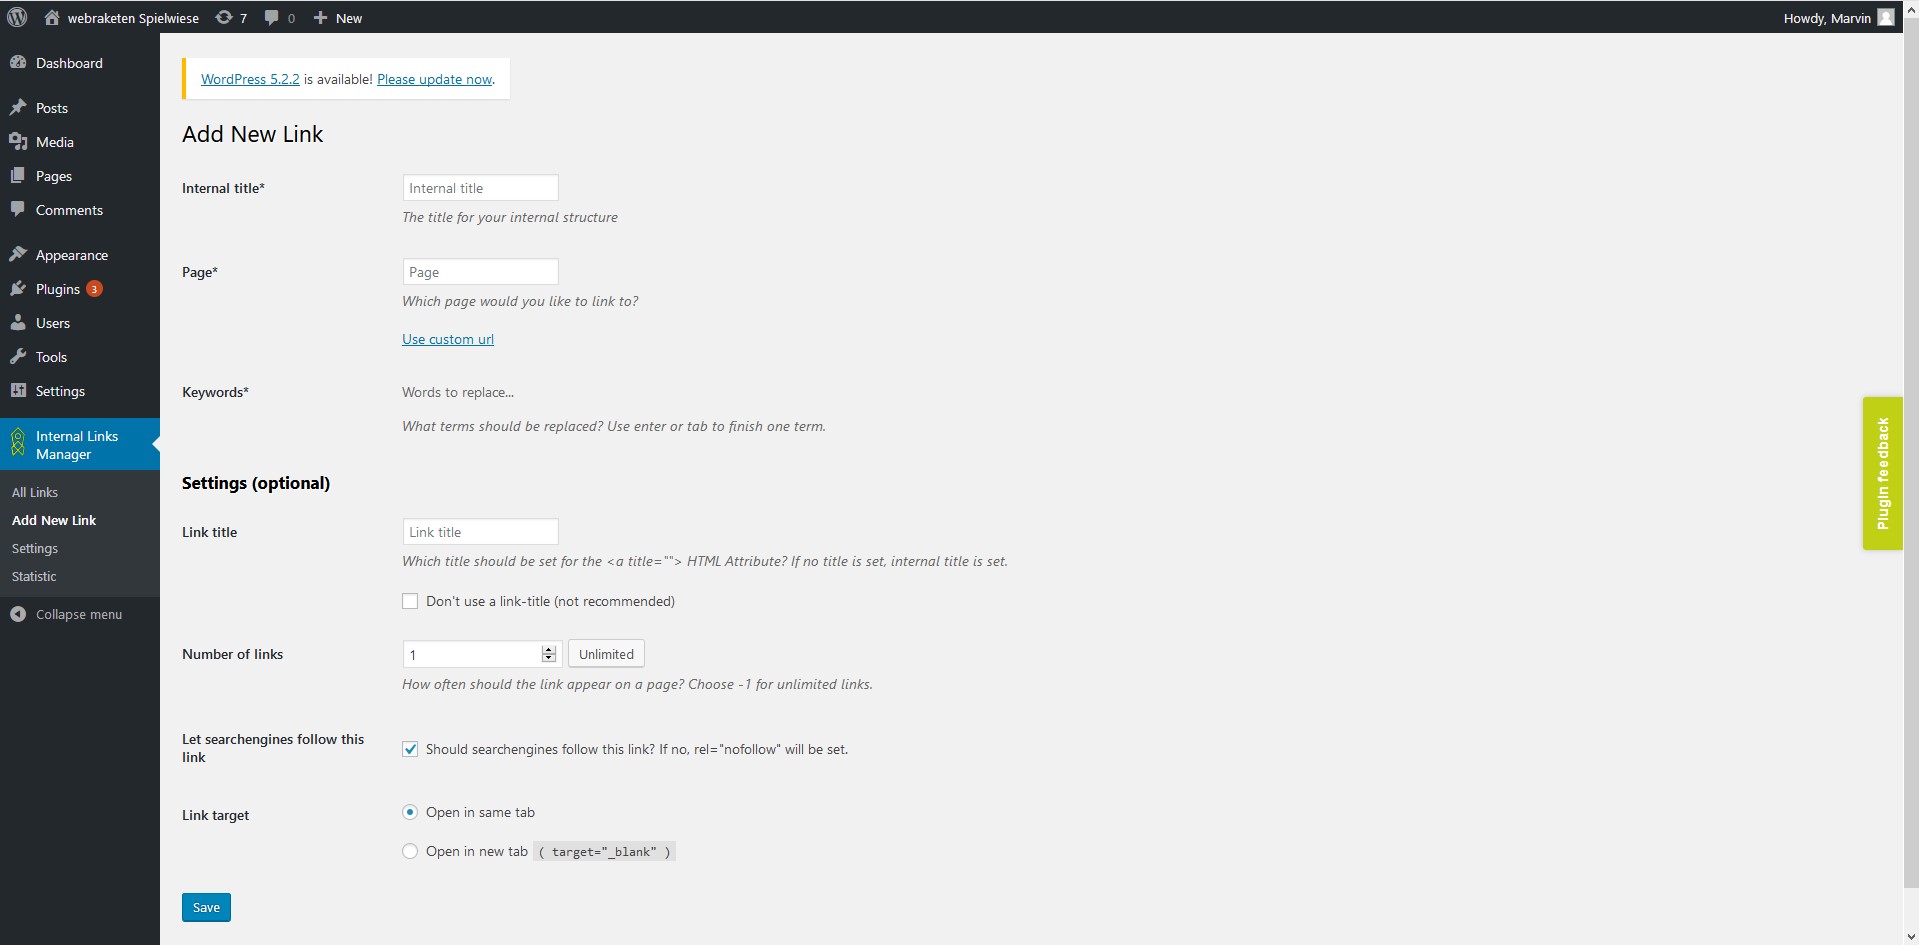 webraketen Spielwiese 7 0 New Howdy, Marvin
Dashboard
Posts
Media
Pages
Comments
Appearance
Plugins 3
Users
Tools
Settings
Internal Links
Manager
All Links
Add New Link
Settings
Statistic
Collapse menu
WordPress 5.2.2 is available! Please update now.
Add New Link
Internal title* Internal title
The title for your internal structure
Page* Page
Which page would you like to link to?
Use custom url
Keywords* Words to replace...
What terms should be replaced? Use enter or tab to finish one term.
Settings (optional)
Link title Link title
Which title should be set for the <a title=""> HTML Attribute? If no title is set, internal title is set.
Don't use a link-title (not recommended)
Number of links 1 Unlimited
How often should the link appear on a page? Choose -1 for unlimited links.
Let searchengines follow this
link
Should searchengines follow this link? If no, rel="nofollow" will be set.
Link target Open in same tab
Open in new tab ( target="_blank" )
Save
Plugin feedback